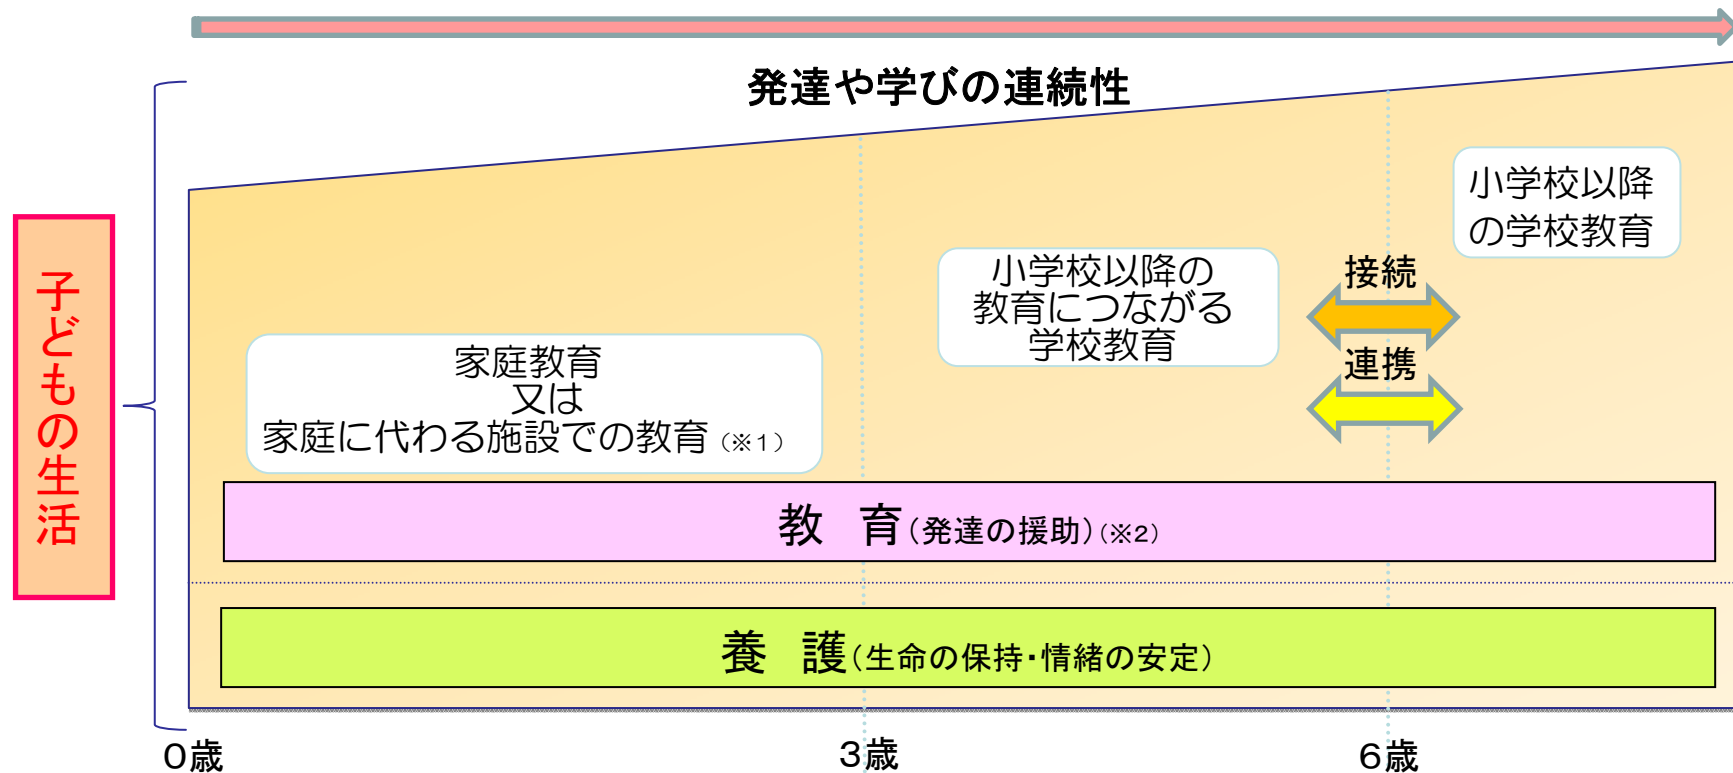 発達や学びの連続性
子どもの生活
小学校以降
の学校教育
小学校以降の
教育につながる
学校教育
接続
連携
家庭教育
又は
家庭に代わる施設での教育(※1)
教 育(発達の援助)(※2)
養 護(生命の保持・情緒の安定)
0歳
3歳
6歳